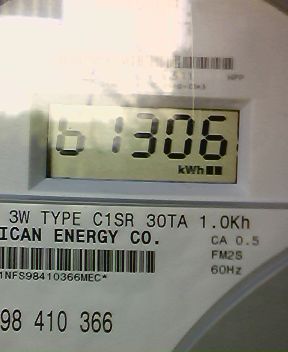 61306
kWh
3W TYPE C1SR 30TA 1.0Kh
ICAN ENERGY CO.
CA 0.5
FM2S
1NFS98410366MEC*
60Hz
98 410 366